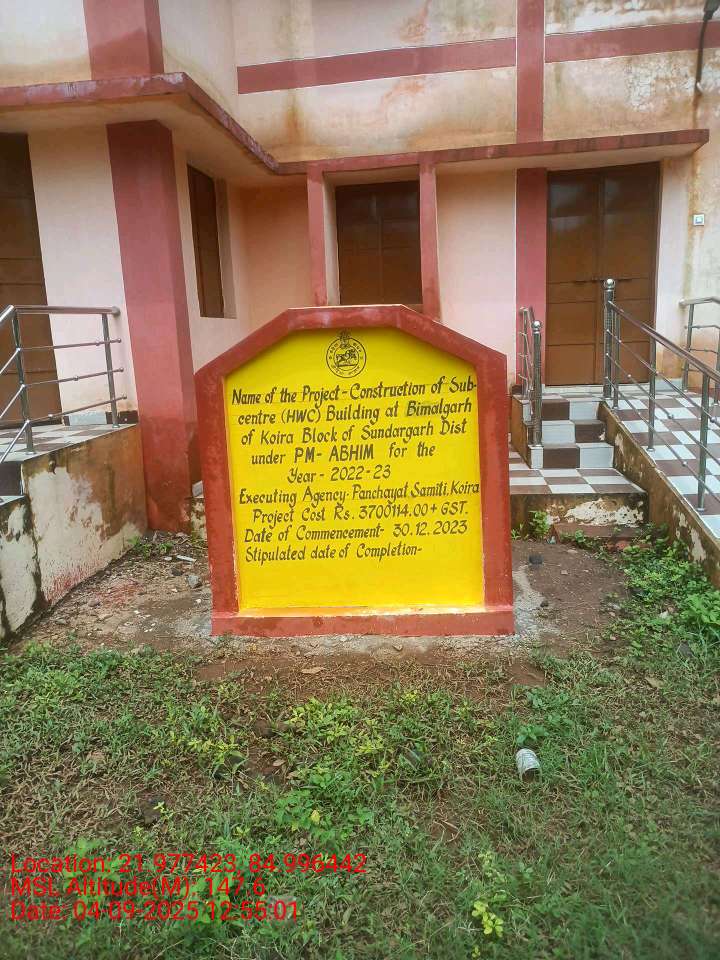 Name of the Project-Construction of Sub-
centre (HWC) Building at Bimalgarh
of Koira Block of Sundargarh Dist
under PM- ABHIM for the
Year - 2022-23
Executing Agency- Panchayat Samiti, Koira
Project Cost Rs. 3700114.00 + GST.
Date of Commencement- 30.12.2023
Stipulated date of Completion-
Location: 21.977423, 84.996442
MSL Altitude(M): 147.6
Date: 04-09-2025 12:55:01